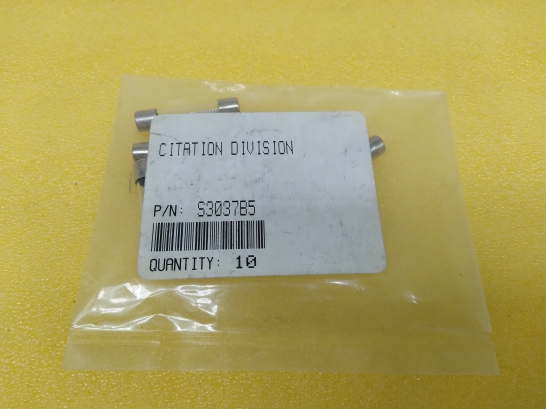 CITATION DIVISION
P/N: S3037B5
QUANTITY: 10